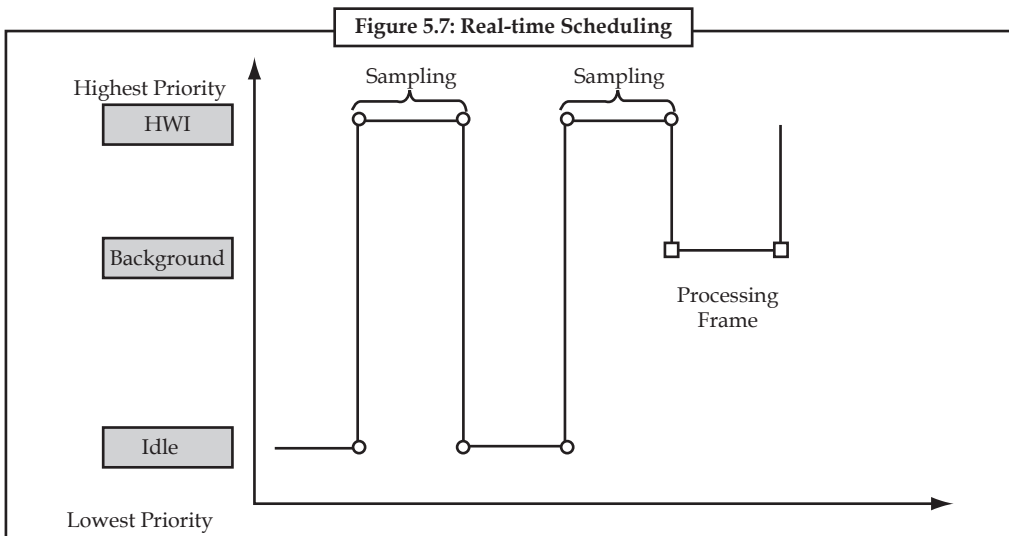 Figure 5.7: Real-time Scheduling
Sampling
Sampling
Highest Priority
HWI
Background
Processing
Frame
Idle
Lowest Priority